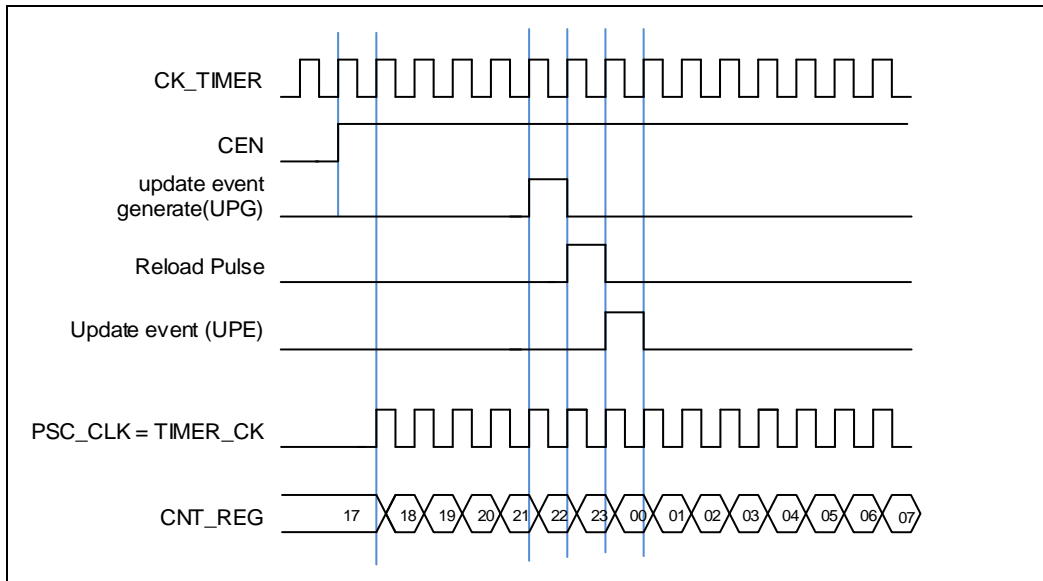 CK_TIMER
CEN
update event
generate(UPG)
Reload Pulse
Update event (UPE)
PSC_CLK = TIMER_CK
CNT_REG 17 18 19 20 21 22 23 00 01 02 03 04 05 06 07